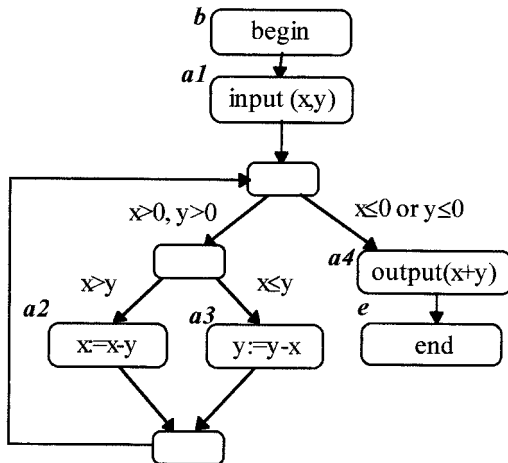 b
begin
a1
input (x,y)
x>0, y>0
x≤0 or y≤0
a4
output(x+y)
x>y
x≤y
a2
a3
e
x:=x-y
y:=y-x
end